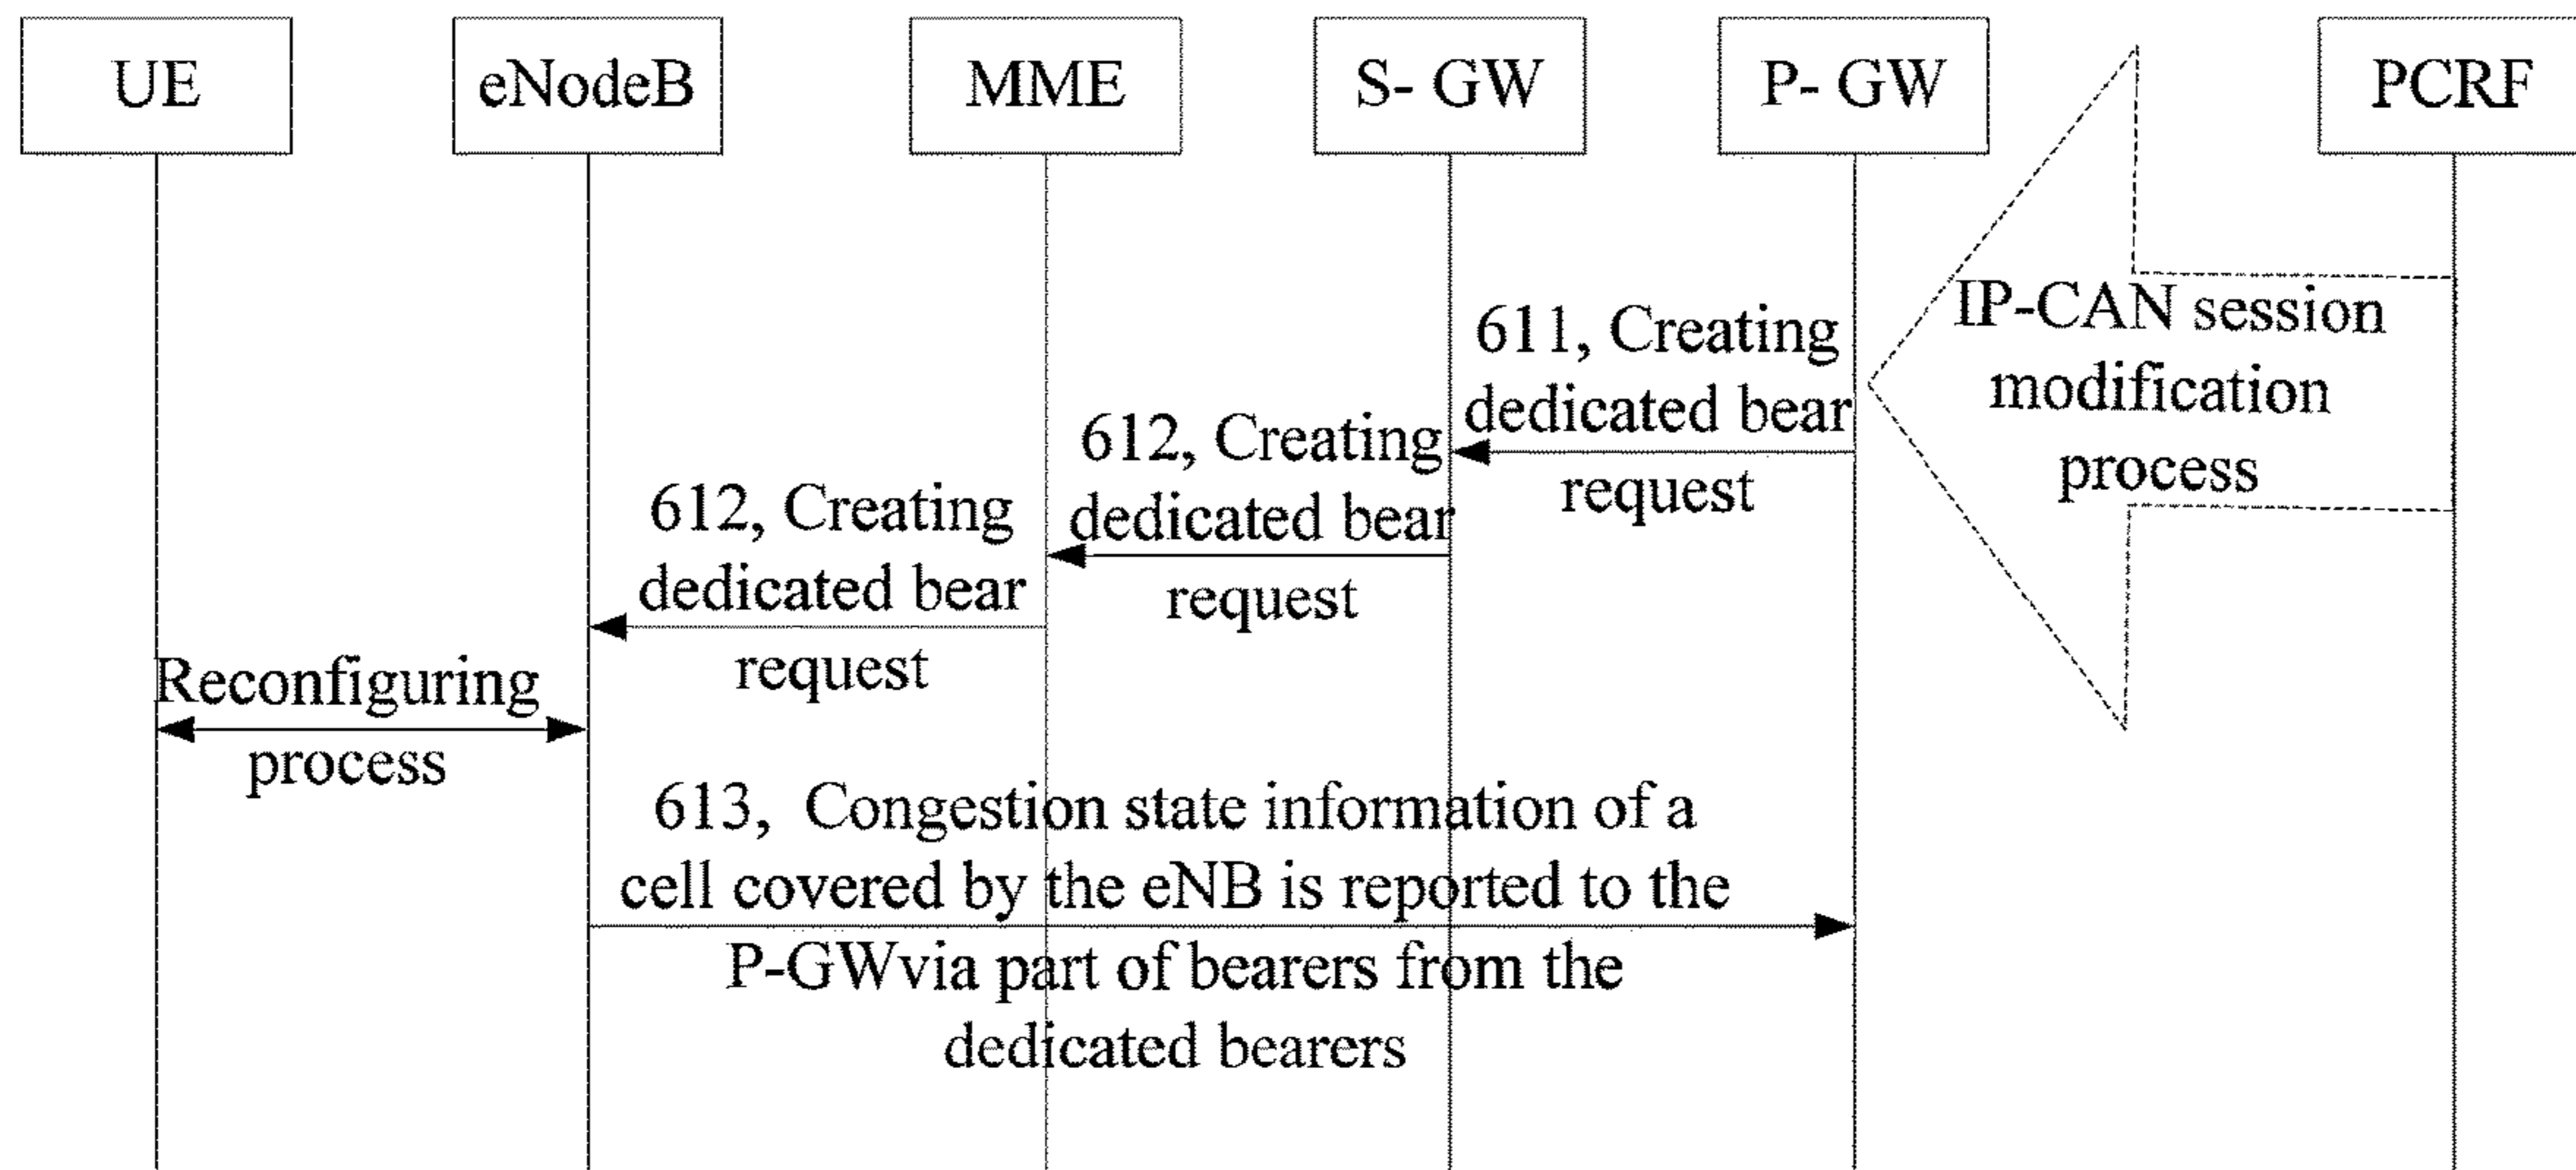 UE
eNodeB
MME
S- GW
P- GW
PCRF
IP-CAN session
modification
process
611, Creating
dedicated bear
request
612, Creating
dedicated bear
request
612, Creating
dedicated bear
request
Reconfiguring
process
613, Congestion state information of a
cell covered by the eNB is reported to the
P-GWvia part of bearers from the
dedicated bearers